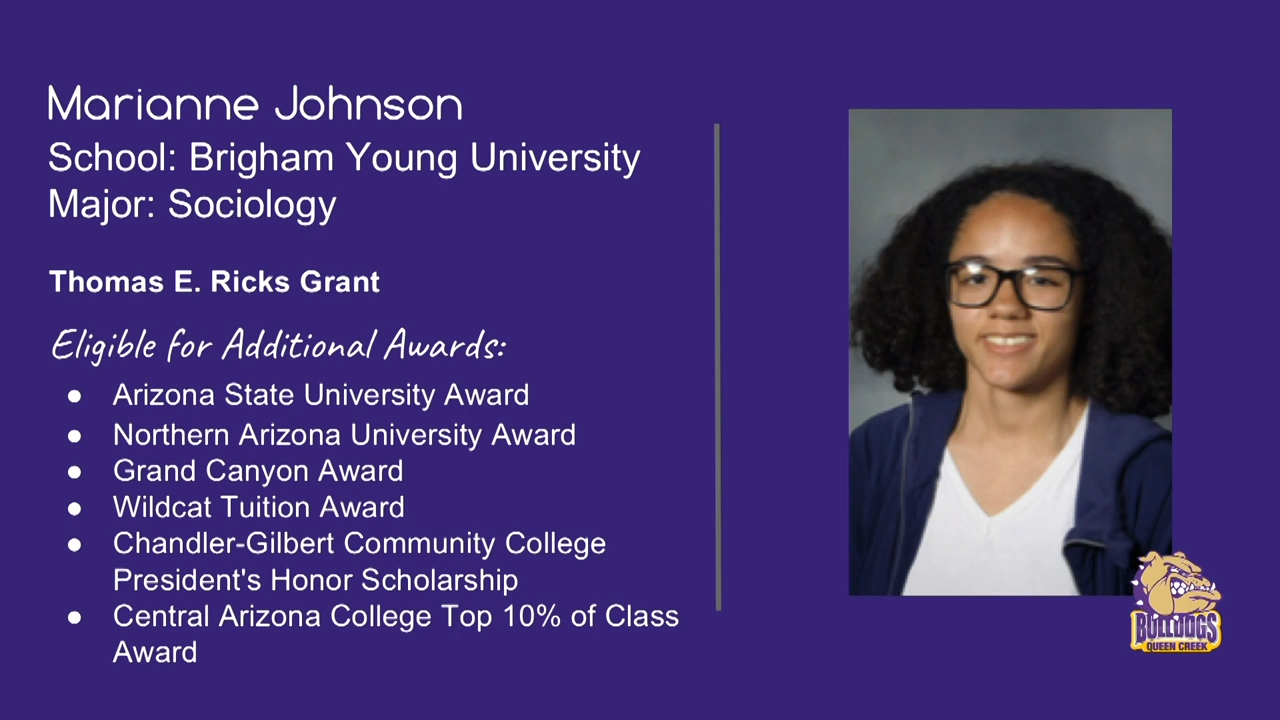 Marianne Johnson
School: Brigham Young University
Major: Sociology
Thomas E. Ricks Grant
Eligible for Additional Awards:
● Arizona State University Award
● Northern Arizona University Award
● Grand Canyon Award
● Wildcat Tuition Award
● Chandler-Gilbert Community College
President's Honor Scholarship
● Central Arizona College Top 10% of Class
Award
BULLDOGS
QUEEN CREEK